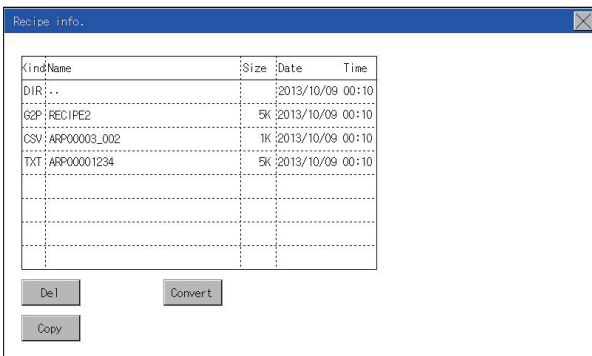 Recipe info.
Kind Name Size Date Time
DIR .. 2013/10/09 00:10
G2P RECIPE2 5K 2013/10/09 00:10
CSV ARP00003_002 1K 2013/10/09 00:10
TXT ARP00001234 5K 2013/10/09 00:10
Del Convert
Copy